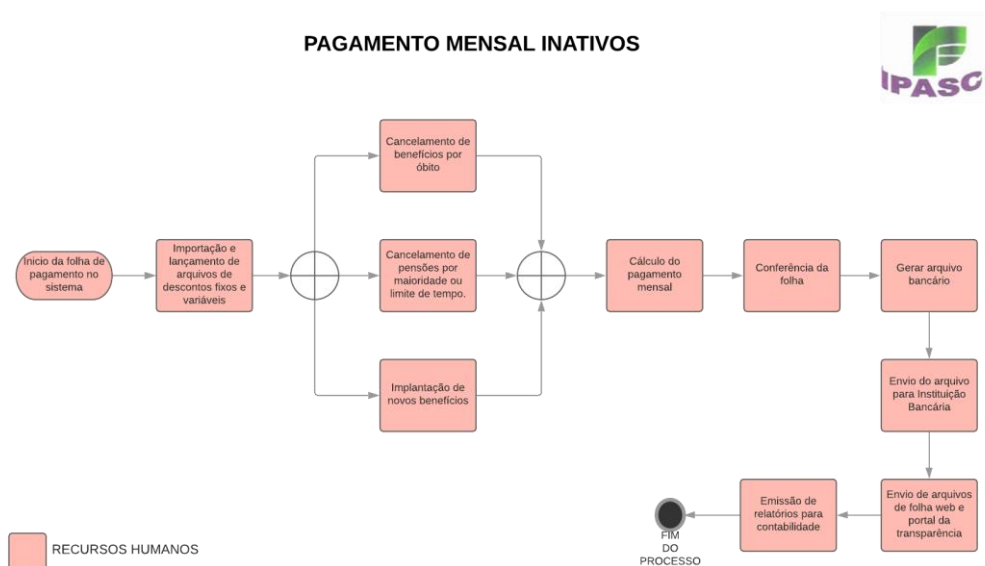 PAGAMENTO MENSAL INATIVOS
IPASC
Cancelamento de
benefícios por
óbito
Inicio da folha de
pagamento no
sistema
Importação e
lançamento de
arquivos de
descontos fixos e
variáveis
Cancelamento de
pensões por
maioridade ou
limite de tempo.
Cálculo do
pagamento
mensal
Conferência da
folha
Gerar arquivo
bancário
Implantação de
novos benefícios
Envio do arquivo
para Instituição
Bancária
Envio de arquivos
de folha web e
portal da
transparência
Emissão de
relatórios para
contabilidade
FIM
DO
PROCESSO
RECURSOS HUMANOS